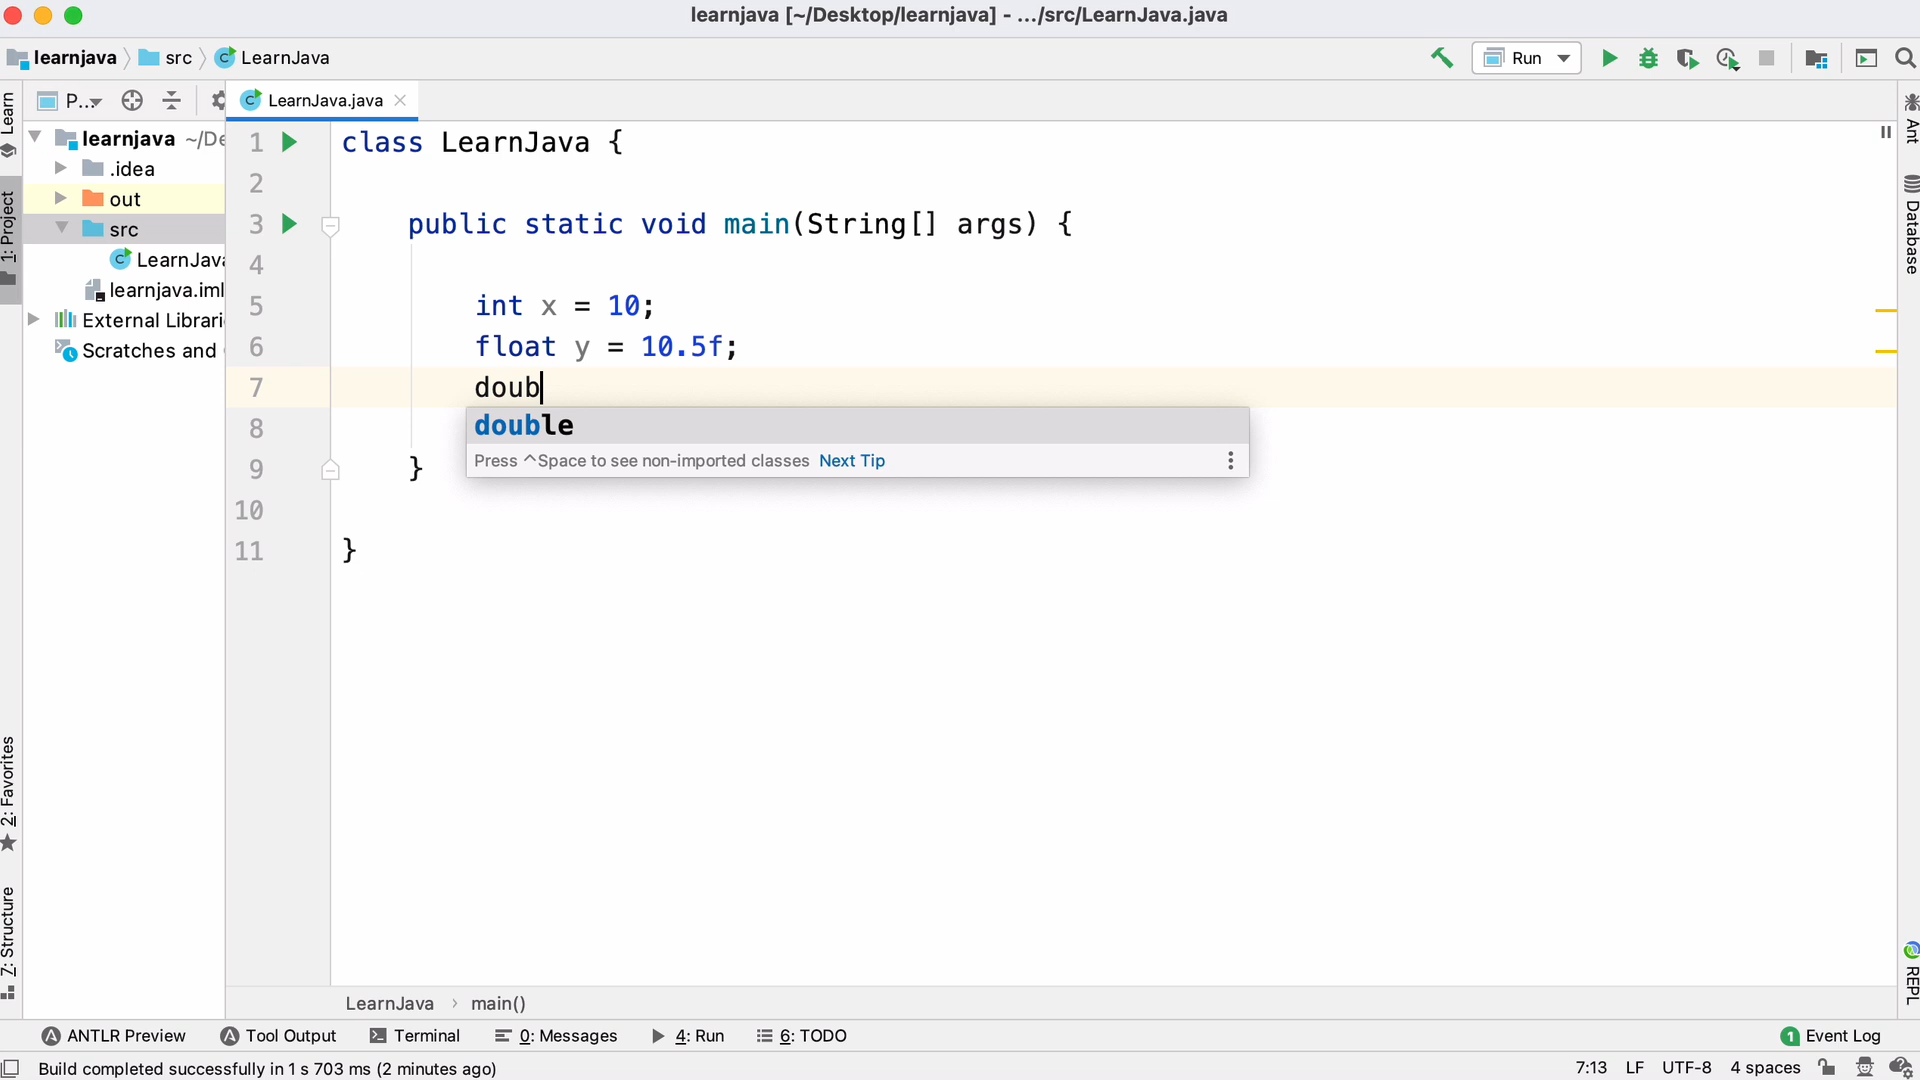 learnjava [~/Desktop/learnjava] - .../src/LearnJava.java
learnjava src LearnJava
Run
Learn
P...
LearnJava.java
Ant
learnjava ~/De
.idea
out
src
LearnJava
learnjava.iml
External Librari
Scratches and
1: Project
Database
1 class LearnJava {
2
3 public static void main(String[] args) {
4
5 int x = 10;
6 float y = 10.5f;
7 doub
double
Press ^Space to see non-imported classes Next Tip
8
9 }
10
11 }
2: Favorites
7: Structure
REPL
LearnJava › main()
ANTLR Preview Tool Output Terminal 0: Messages 4: Run 6: TODO 1 Event Log
Build completed successfully in 1 s 703 ms (2 minutes ago) 7:13 LF UTF-8 4 spaces